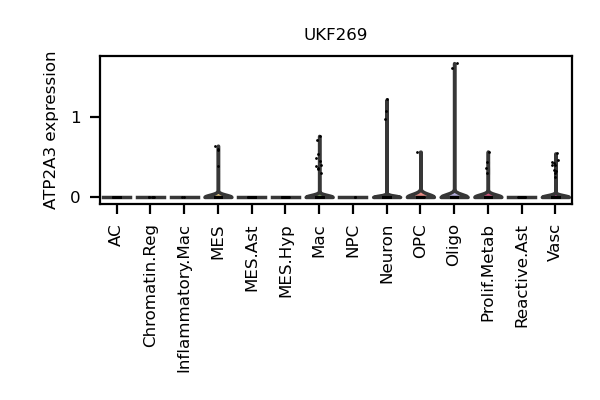 UKF269
ATP2A3 expression
1
0
AC
Chromatin.Reg
Inflammatory.Mac
MES
MES.Ast
MES.Hyp
Mac
NPC
Neuron
OPC
Oligo
Prolif.Metab
Reactive.Ast
Vasc